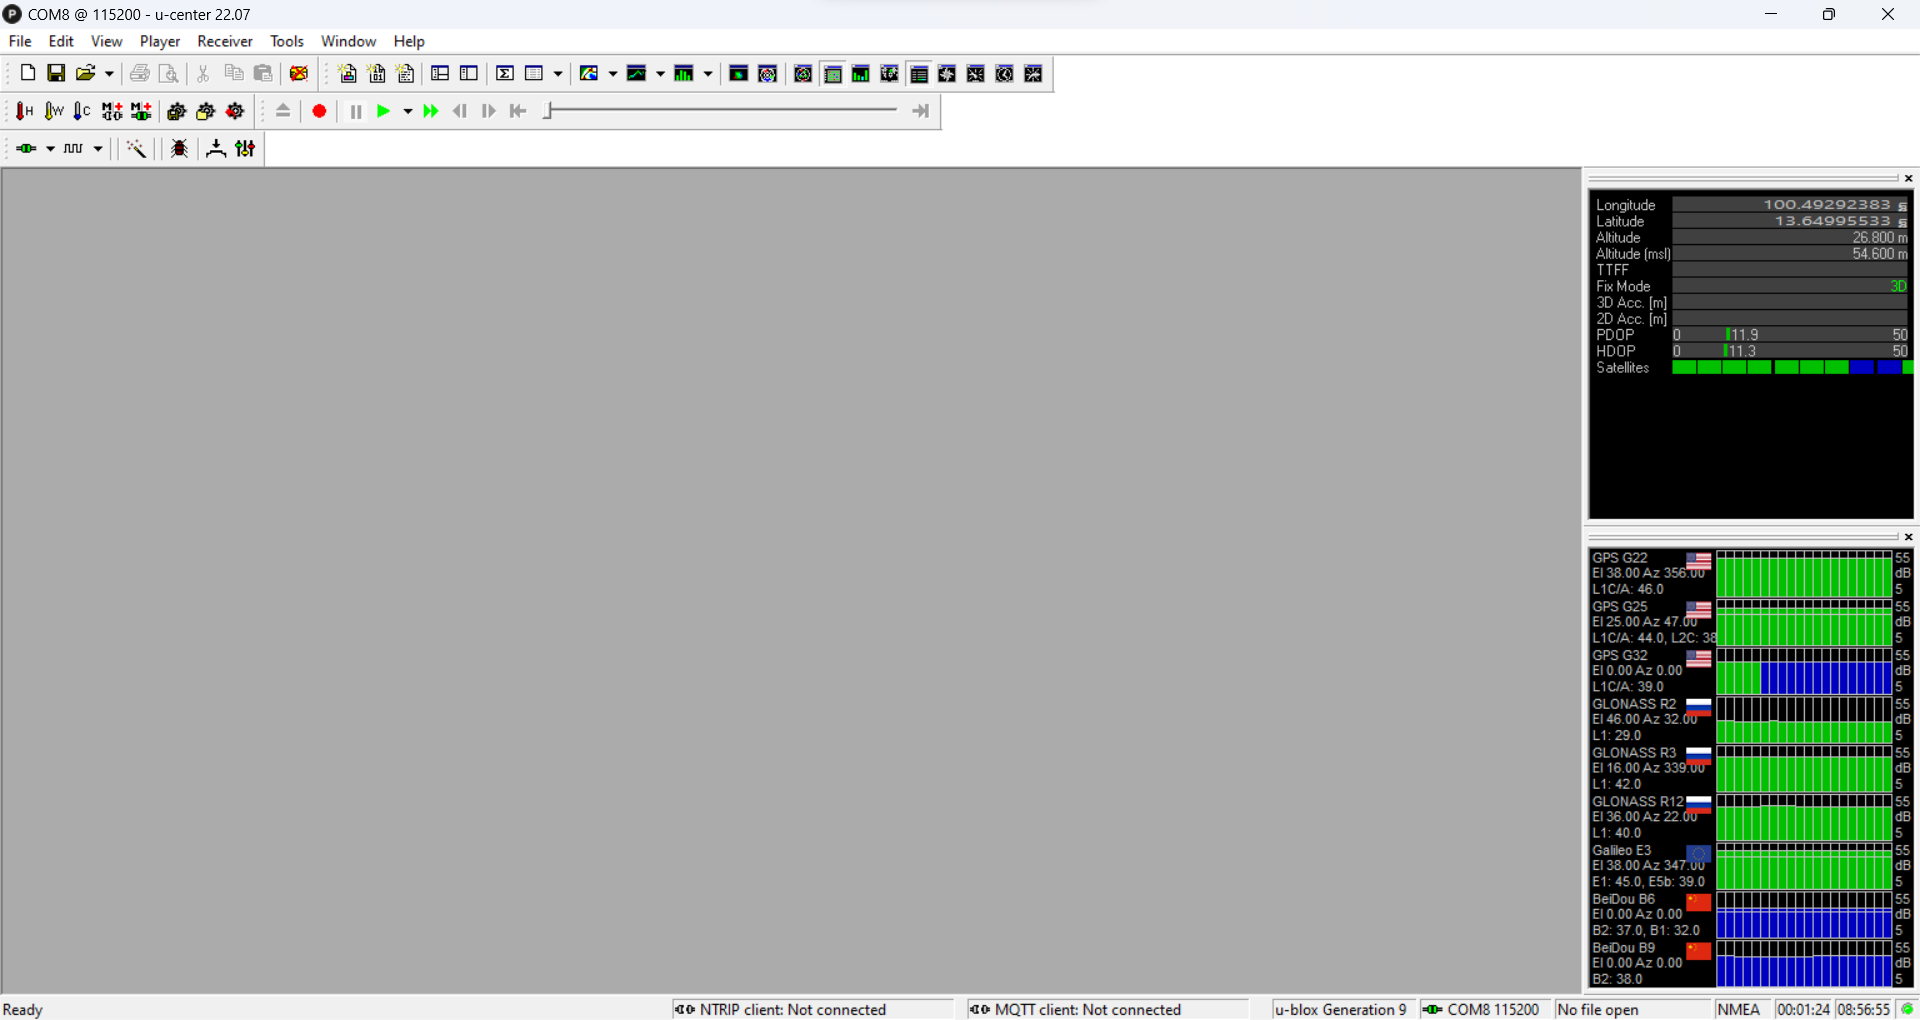 COM8 @ 115200 - u-center 22.07
File Edit View Player Receiver Tools Window Help
H W C
Longitude 100.49292383
Latitude 13.64995533
Altitude 26.800 m
Altitude (msl) 54.600 m
TTFF
Fix Mode 3D
3D Acc. [m]
2D Acc. [m]
PDOP 0 11.9 50
HDOP 0 11.3 50
Satellites
GPS G22 55
El 38.00 Az 356.00 dB
L1C/A: 46.0 5
GPS G25 55
El 25.00 Az 47.00 dB
L1C/A: 44.0, L2C: 38 5
GPS G32 55
El 0.00 Az 0.00 dB
L1C/A: 39.0 5
GLONASS R2 55
El 46.00 Az 32.00 dB
L1: 29.0 5
GLONASS R3 55
El 16.00 Az 339.00 dB
L1: 42.0 5
GLONASS R12 55
El 36.00 Az 22.00 dB
L1: 40.0 5
Galileo E3 55
El 38.00 Az 347.00 dB
E1: 45.0, E5b: 39.0 5
BeiDou B6 55
El 0.00 Az 0.00 dB
B2: 37.0, B1: 32.0 5
BeiDou B9 55
El 0.00 Az 0.00 dB
B2: 38.0 5
Ready NTRIP client: Not connected MQTT client: Not connected u-blox Generation 9 COM8 115200 No file open NMEA 00:01:24 08:56:55